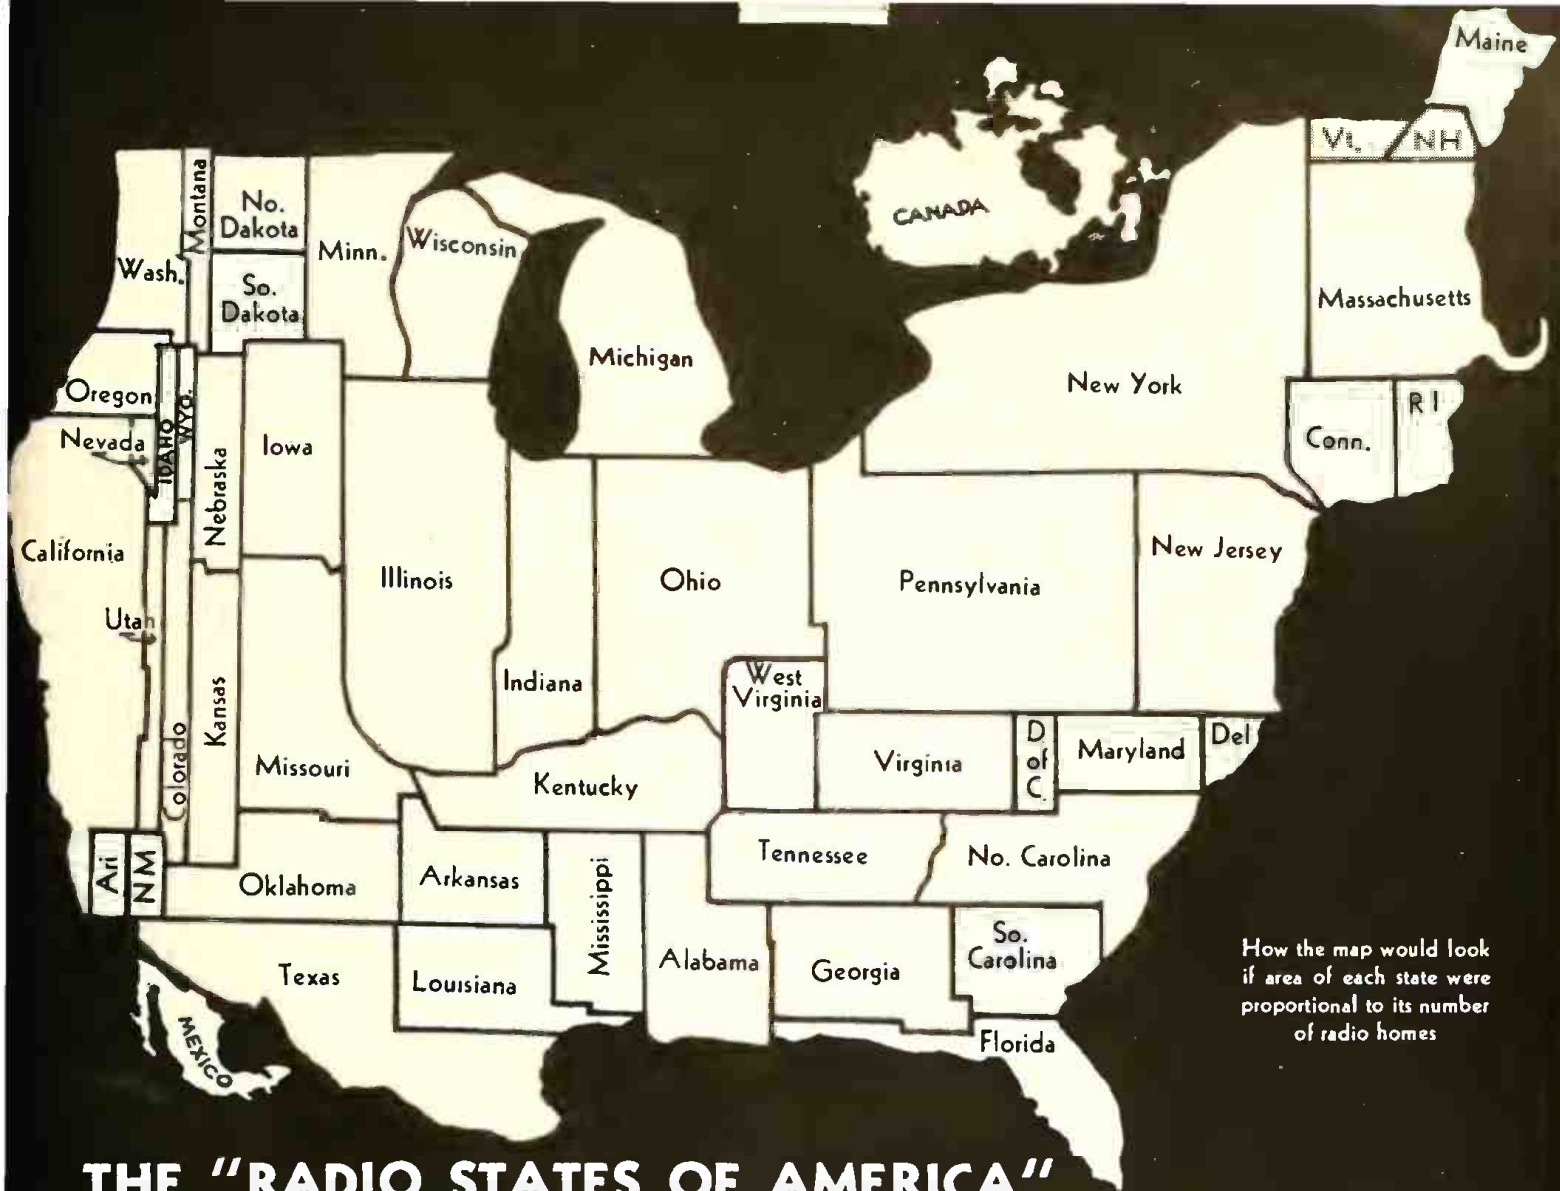 Maine
Vt.
NH
CANADA
Montana
No.
Dakota
Minn.
Wisconsin
Wash.
So.
Dakota
Massachusetts
Michigan
New York
Oregon
IDAHO
WYO.
RI
Nevada
Iowa
Conn.
Nebraska
California
Illinois
Ohio
Pennsylvania
New Jersey
Utah
Indiana
West
Virginia
Kansas
Colorado
Missouri
Kentucky
Virginia
D
of
C.
Maryland
Del
Ari
NM
Oklahoma
Arkansas
Mississippi
Tennessee
No. Carolina
Texas
Louisiana
Alabama
Georgia
So.
Carolina
How the map would look
if area of each state were
proportional to its number
of radio homes
MEXICO
Florida
THE "RADIO STATES OF AMERICA"